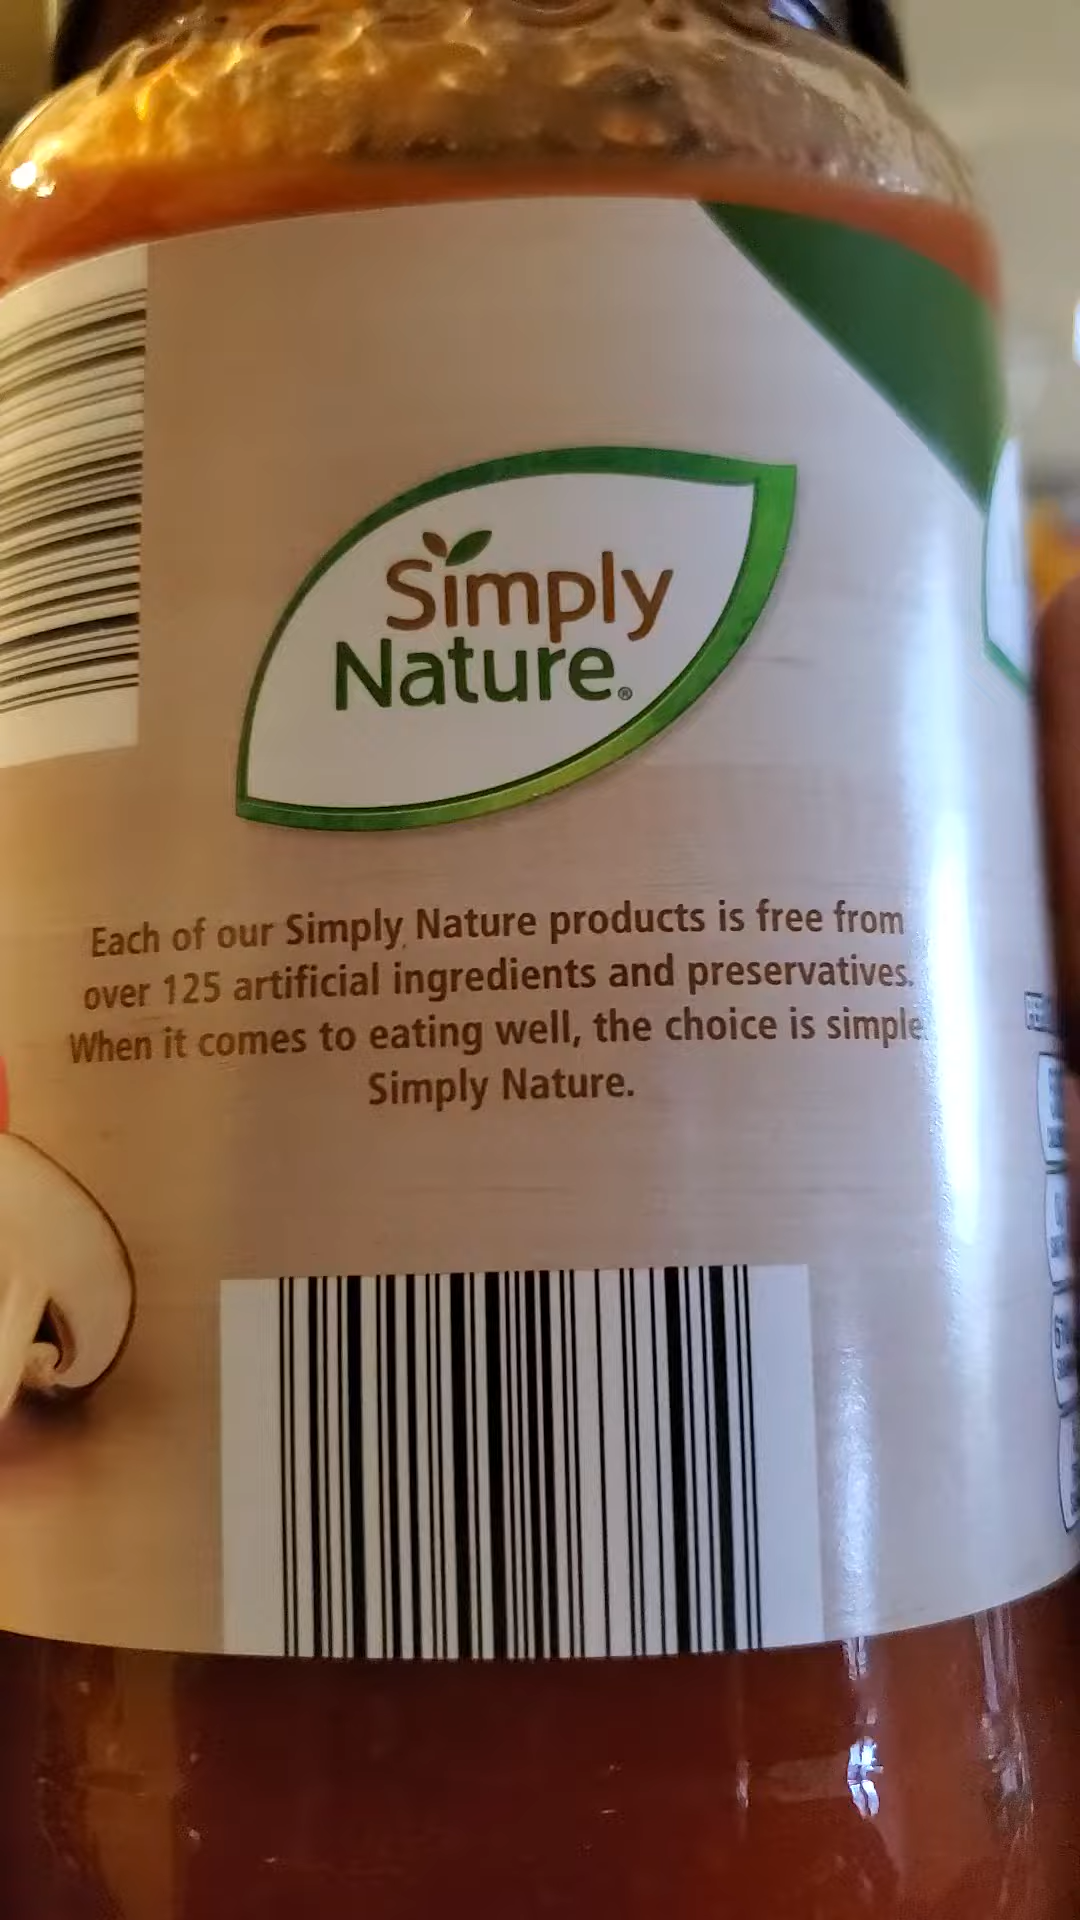 Simply
Nature®
Each of our Simply Nature products is free from
over 125 artificial ingredients and preservatives.
When it comes to eating well, the choice is simple
Simply Nature.